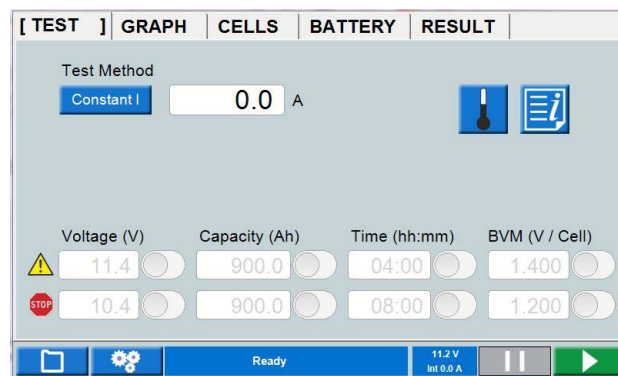 [ TEST ] GRAPH CELLS BATTERY RESULT
Test Method
Constant I 0.0 A
i
Voltage (V) Capacity (Ah) Time (hh:mm) BVM (V / Cell)
11.4 900.0 04:00 1.400
STOP 10.4 900.0 08:00 1.200
Ready 11.2 V
Int 0.0 A